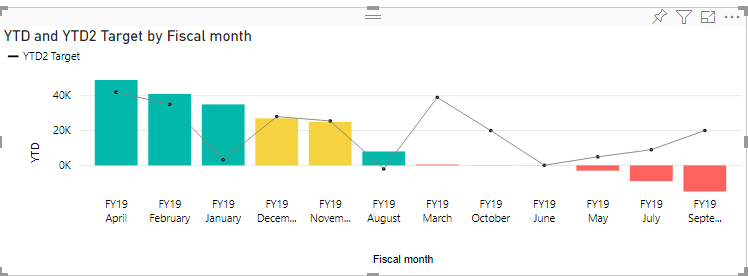 YTD and YTD2 Target by Fiscal month
YTD2 Target
40K
20K
0K
YTD
FY19 FY19 FY19 FY19 FY19 FY19 FY19 FY19 FY19 FY19 FY19 FY19
April February January Decem... Novem... August March October June May July Septe...
Fiscal month